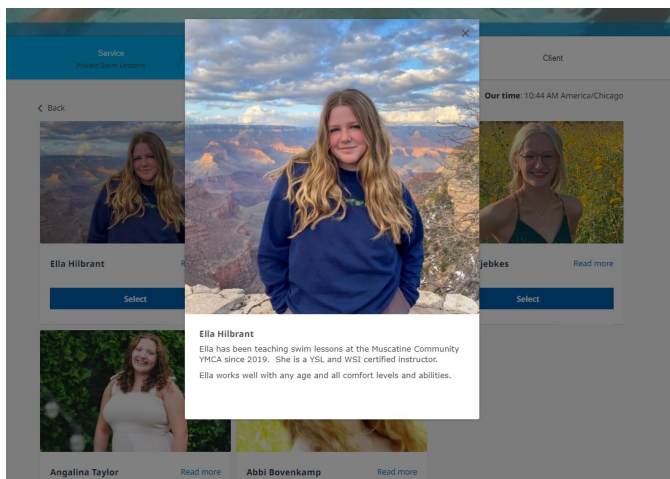 Service
Private Swim Lessons
Client
Our time: 10:44 AM America/Chicago
Back
Ella Hilbrant
Select
jebkes
Read more
Select
Ella Hilbrant
Ella has been teaching swim lessons at the Muscatine Community
YMCA since 2019. She is a YSL and WSI certified instructor.
Ella works well with any age and all comfort levels and abilities.
Angalina Taylor
Read more
Abbi Bovenkamp
Read more